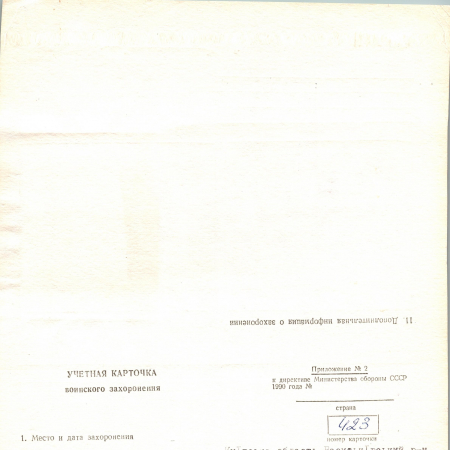 11. Дополнительная информация о захоронении
УЧЕТНАЯ КАРТОЧКА
воинского захоронения
Приложение № 2
к директиве Министерства обороны СССР
1990 года №
страна
423
номер карточки
1. Место и дата захоронения